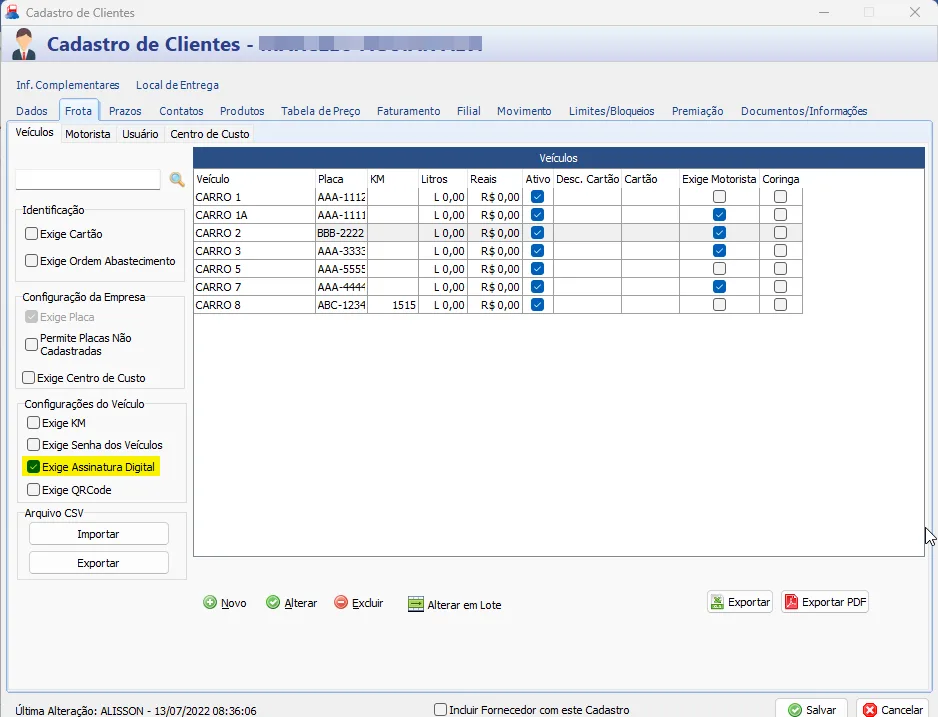 Cadastro de Clientes
Cadastro de Clientes -
Inf. Complementares Local de Entrega
Dados Frota Prazos Contatos Produtos Tabela de Preço Faturamento Filial Movimento Limites/Bloqueios Premiação Documentos/Informações
Veículos Motorista Usuário Centro de Custo
Identificação
Exige Cartão
Exige Ordem Abastecimento
Configuração da Empresa
Exige Placa
Permite Placas Não
Cadastradas
Exige Centro de Custo
Configurações do Veículo
Exige KM
Exige Senha dos Veículos
Exige Assinatura Digital
Exige QRCode
Arquivo CSV
Importar
Exportar
Veículos
Veículo Placa KM Litros Reais Ativo Desc. Cartão Cartão Exige Motorista Coringa
CARRO 1 AAA-1112 L 0,00 R$ 0,00
CARRO 1A AAA-1111 L 0,00 R$ 0,00
CARRO 2 BBB-2222 L 0,00 R$ 0,00
CARRO 3 AAA-3333 L 0,00 R$ 0,00
CARRO 5 AAA-5555 L 0,00 R$ 0,00
CARRO 7 AAA-4444 L 0,00 R$ 0,00
CARRO 8 ABC-1234 1515 L 0,00 R$ 0,00
Novo Alterar Excluir Alterar em Lote Exportar Exportar PDF
Última Alteração: ALISSON - 13/07/2022 08:36:06 Incluir Fornecedor com este Cadastro Salvar Cancelar